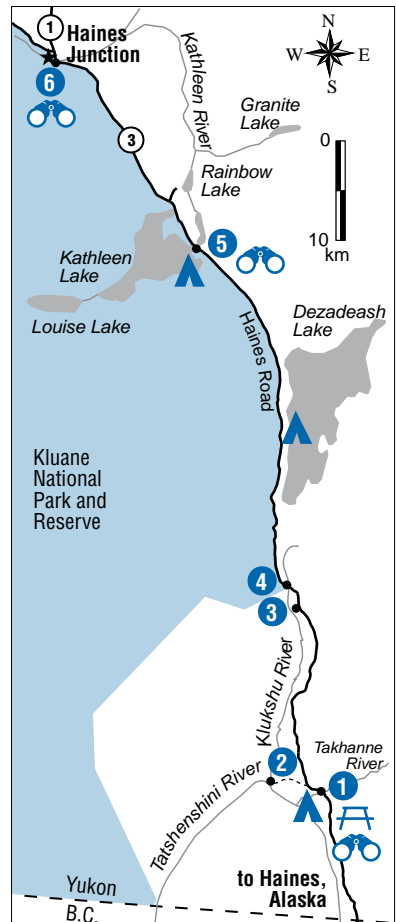 1
Haines
Junction
N
W E
S
6
Kathleen River
Granite
Lake
0
10
km
3
Rainbow
Lake
5
Kathleen
Lake
Louise Lake
Haines Road
Dezadeash
Lake
Kluane
National
Park and
Reserve
4
3
Klukshu River
Takhanne
River
2
1
Tatshenshini River
to Haines,
Alaska
Yukon
B.C.